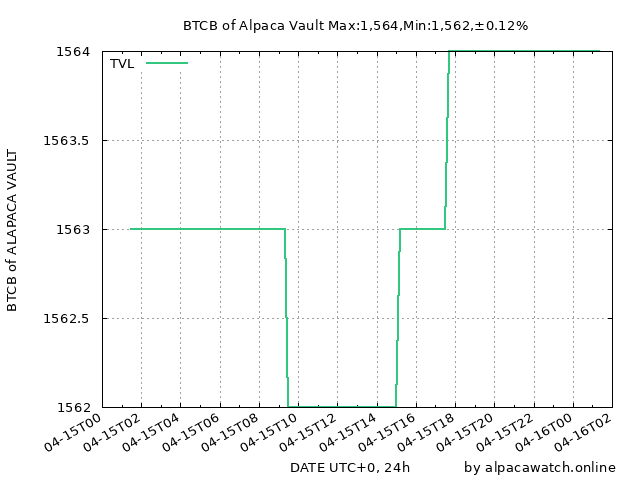 BTCB of Alpaca Vault Max:1,564,Min:1,562,±0.12%
TVL
1564
1563.5
1563
1562.5
1562
BTCB of ALAPACA VAULT
04-15T00
04-15T02
04-15T04
04-15T06
04-15T08
04-15T10
04-15T12
04-15T14
04-15T16
04-15T18
04-15T20
04-15T22
04-16T00
04-16T02
DATE UTC+0, 24h
by alpacawatch.online